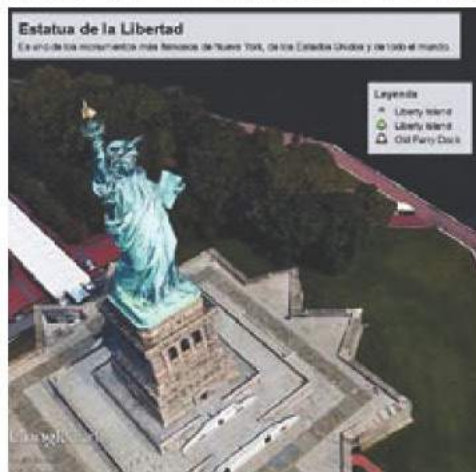 Estatua de la Libertad
Es uno de los monumentos más famosos de Nueva York, de los Estados Unidos y de todo el mundo.
Leyenda
Liberty Island
Liberty Island
Old Ferry Dock
Google earth